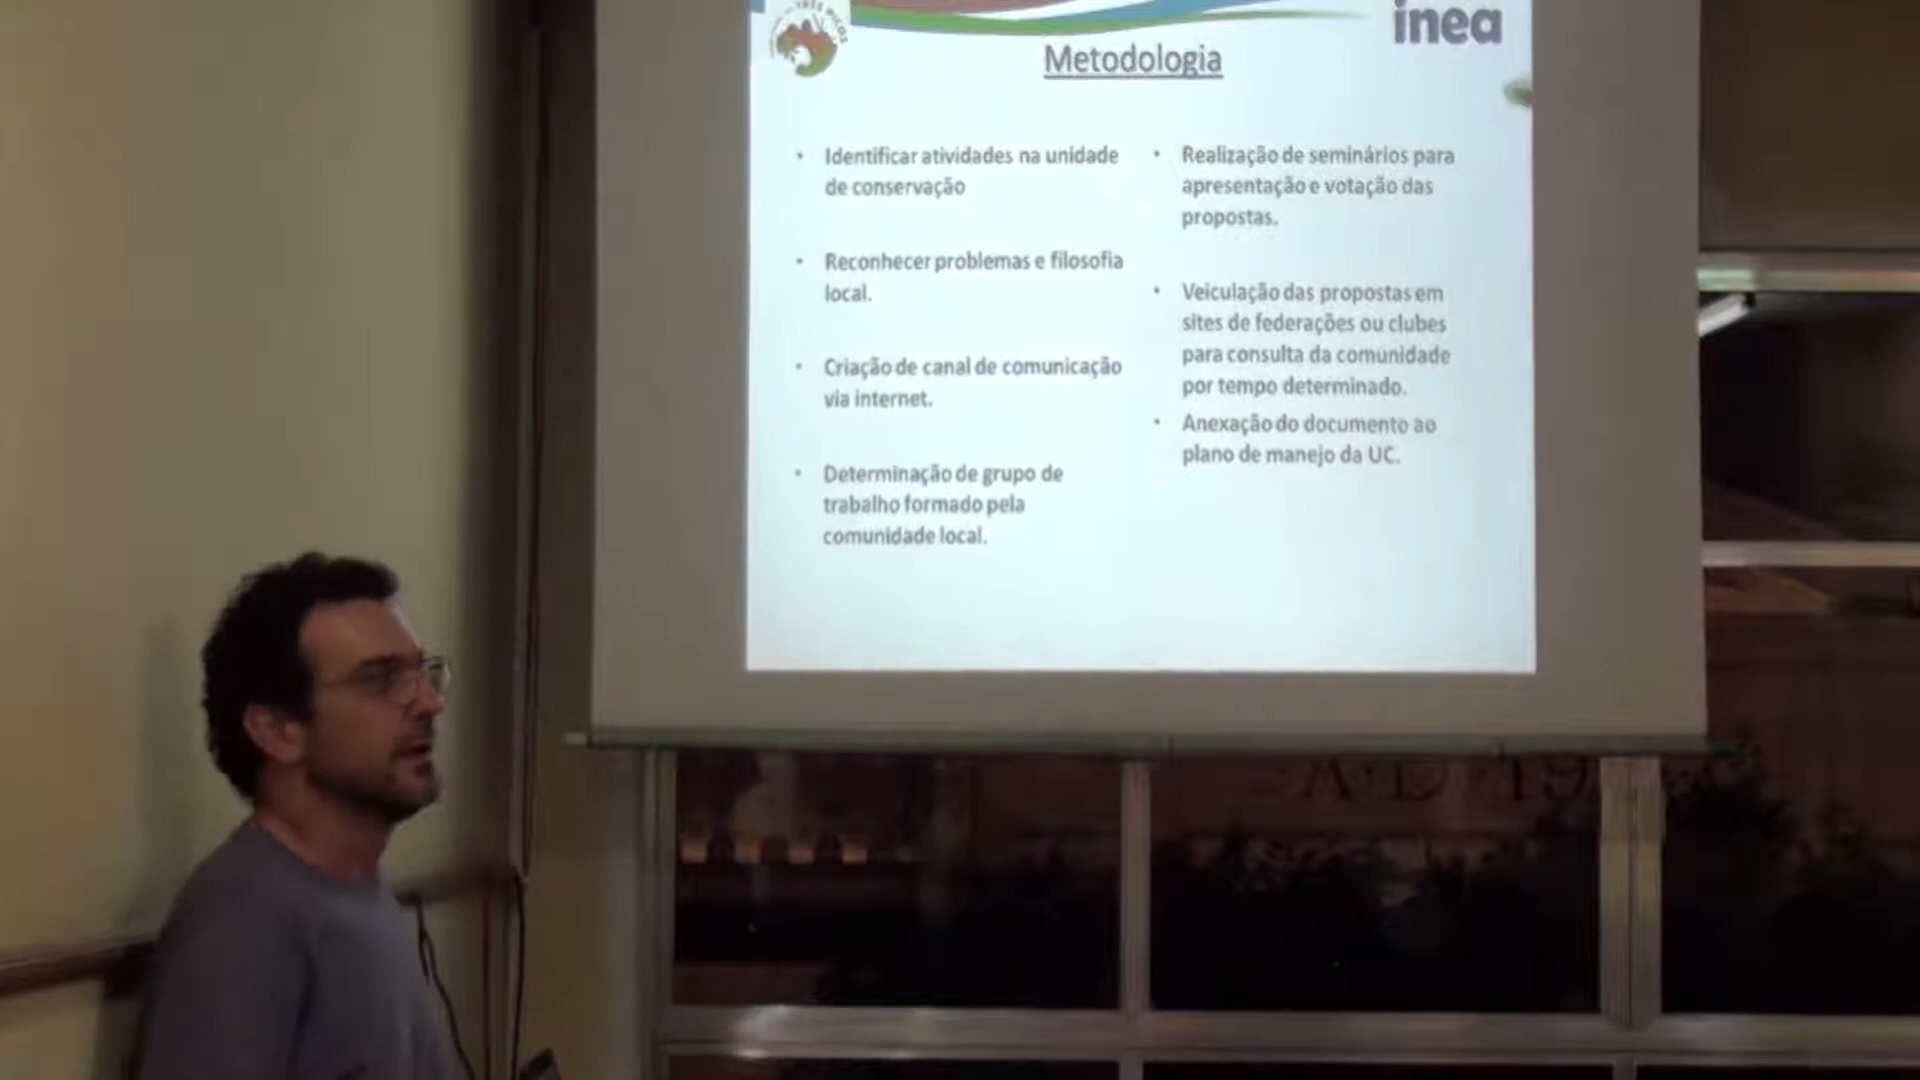 TRÊS PICOS
inea
Metodologia
• Identificar atividades na unidade
de conservação
• Reconhecer problemas e filosofia
local.
• Criação de canal de comunicação
via internet.
• Determinação de grupo de
trabalho formado pela
comunidade local.
• Realização de seminários para
apresentação e votação das
propostas.
• Veiculação das propostas em
sites de federações ou clubes
para consulta da comunidade
por tempo determinado.
• Anexação do documento ao
plano de manejo da UC.
A D 19